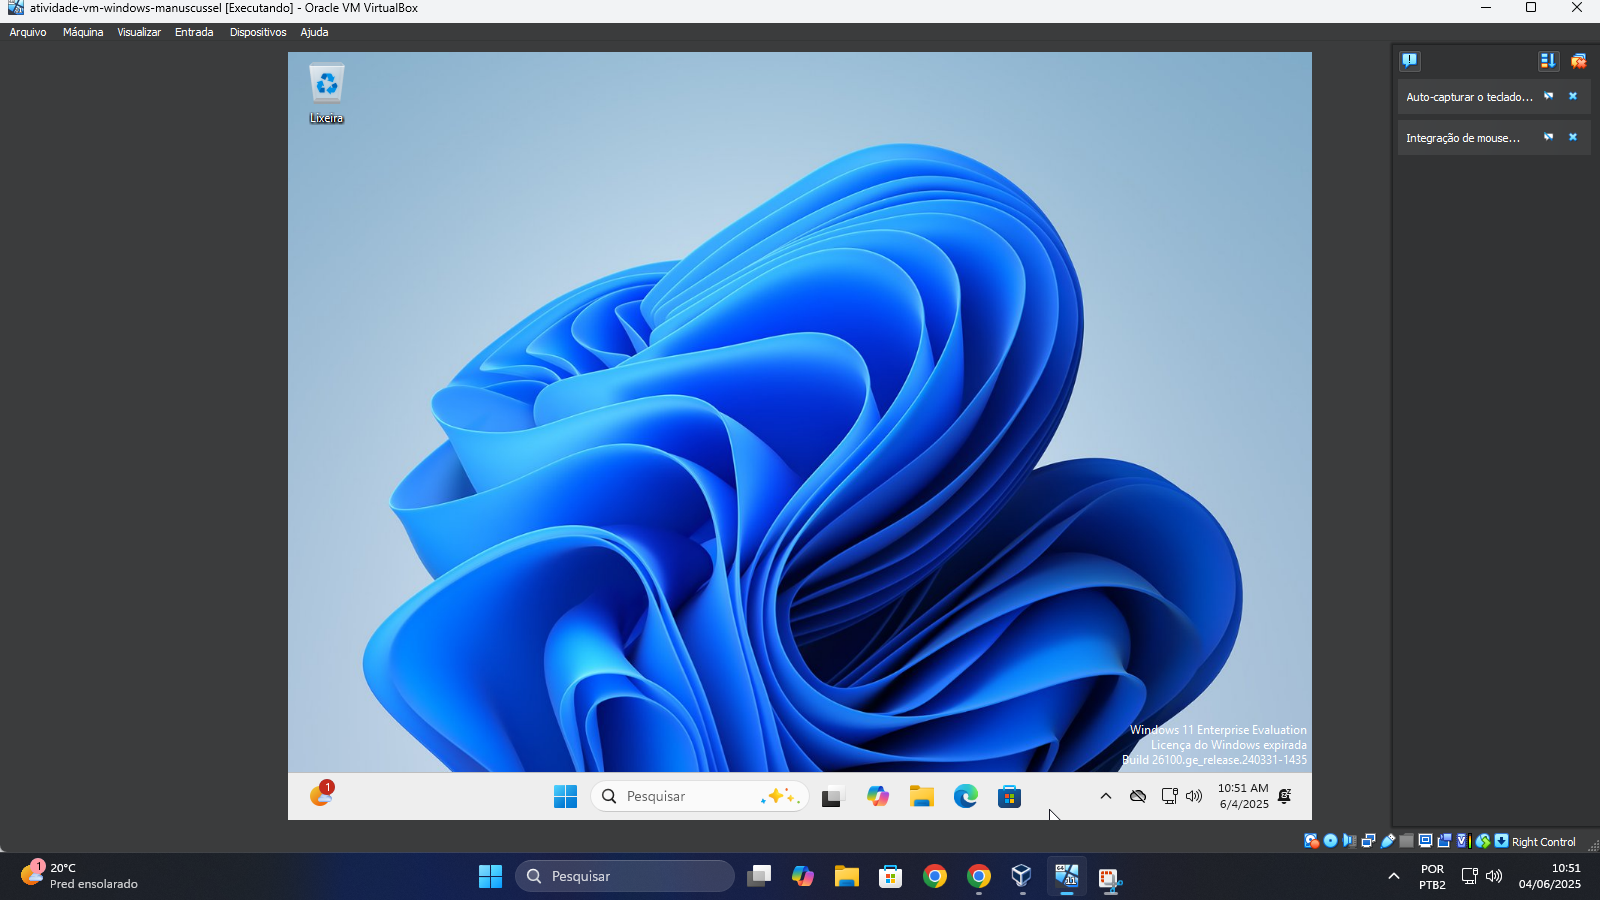 atividade-vm-windows-manuscussel [Executando] - Oracle VM VirtualBox
Arquivo Máquina Visualizar Entrada Dispositivos Ajuda
Auto-capturar o teclado...
Integração de mouse...
Lixeira
Windows 11 Enterprise Evaluation
Licença do Windows expirada
Build 26100.ge_release.240331-1435
1
Pesquisar
10:51 AM
6/4/2025
Right Control
1
20°C
Pred ensolarado
Pesquisar
POR
PTB2
10:51
04/06/2025